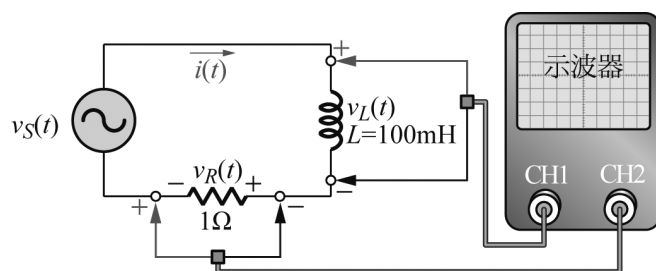 示波器
i(t)
+
v_S(t)
v_L(t)
L=100mH
−
− v_R(t) +
+ 1Ω −
CH1 CH2